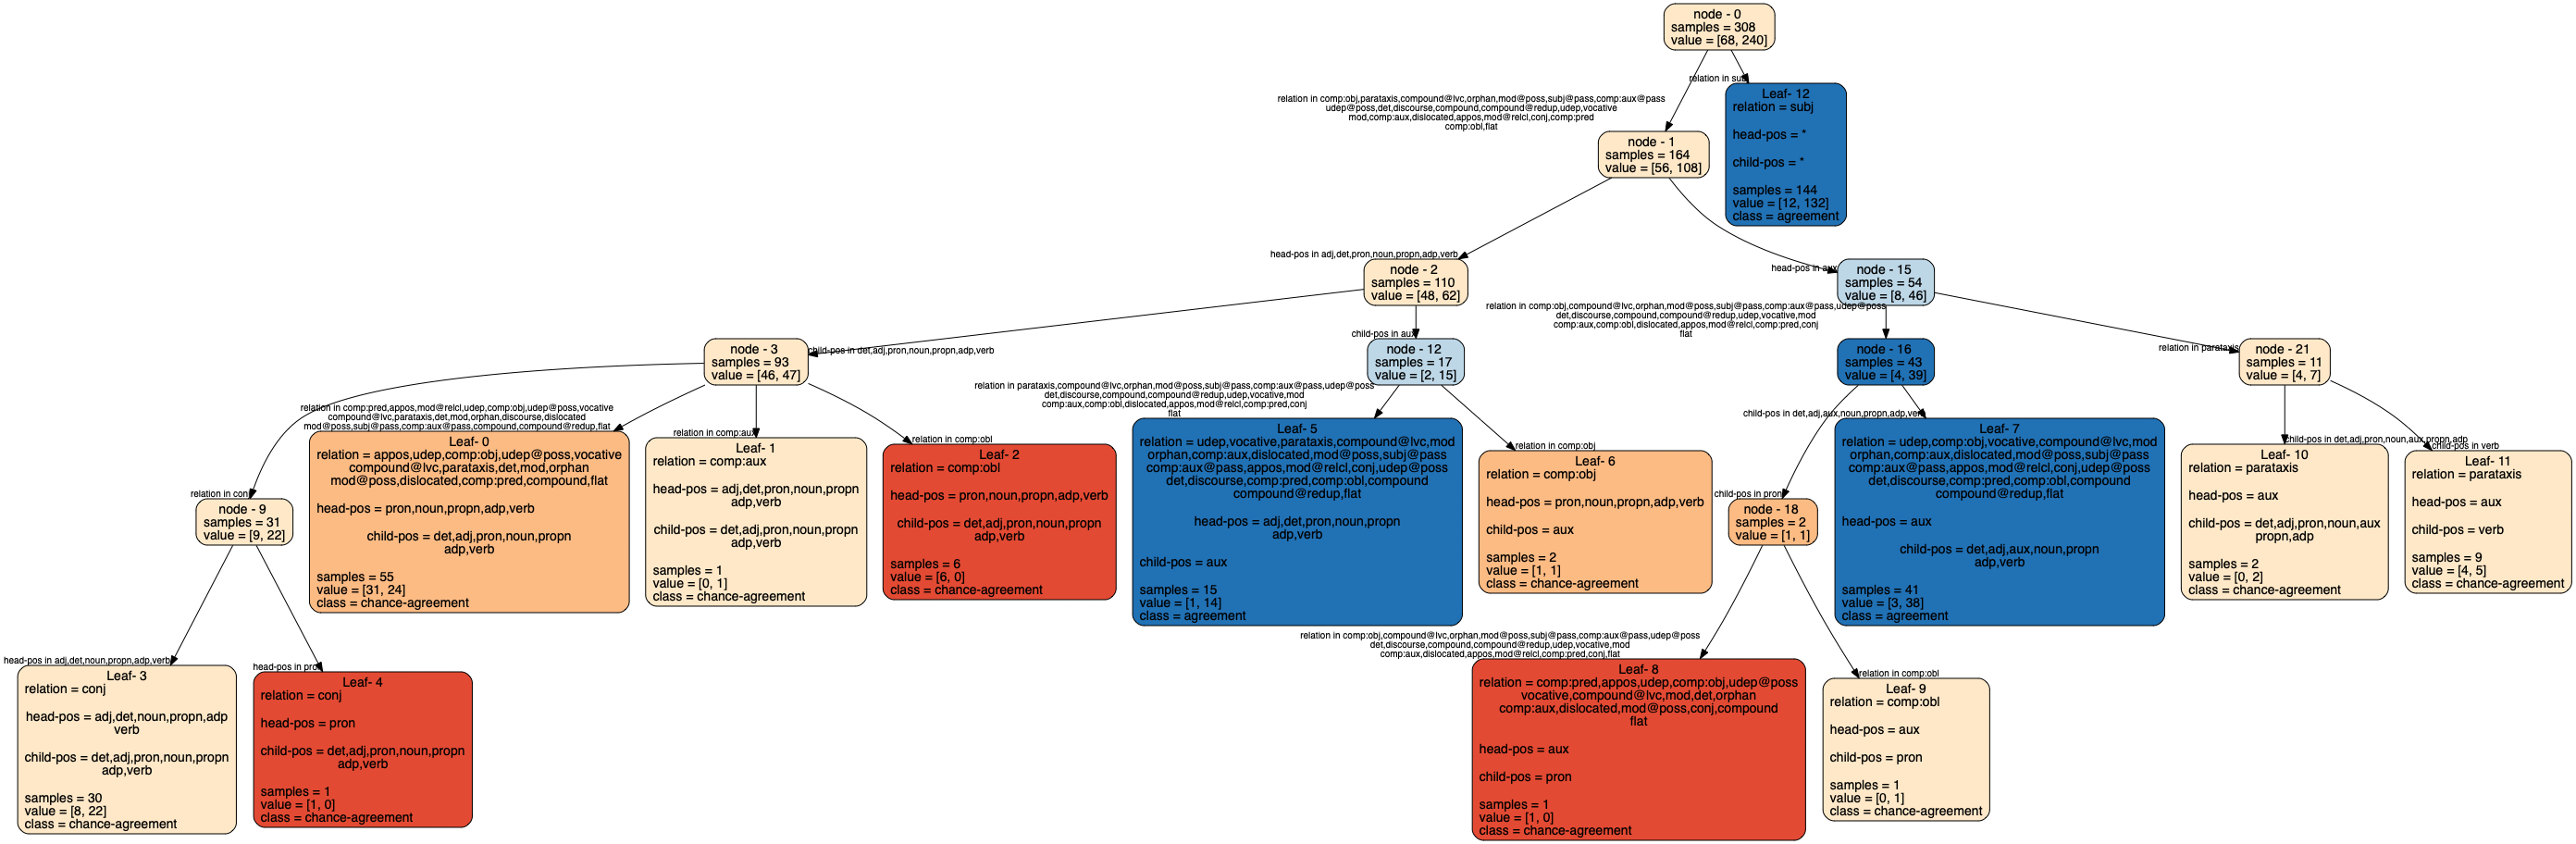 node - 0
samples = 308
value = [68, 240]
relation in subj
Leaf- 12
relation = subj
head-pos = *
child-pos = *
samples = 144
value = [12, 132]
class = agreement
relation in comp:obj,parataxis,compound@lvc,orphan,mod@poss,subj@pass,comp:aux@pass
udep@poss,det,discourse,compound,compound@redup,udep,vocative
mod,comp:aux,dislocated,appos,mod@relcl,conj,comp:pred
comp:obl,flat
node - 1
samples = 164
value = [56, 108]
head-pos in adj,det,pron,noun,propn,adp,verb
node - 2
samples = 110
value = [48, 62]
head-pos in aux
node - 15
samples = 54
value = [8, 46]
child-pos in det,adj,pron,noun,propn,adp,verb
node - 3
samples = 93
value = [46, 47]
child-pos in aux
node - 12
samples = 17
value = [2, 15]
relation in comp:obj,compound@lvc,orphan,mod@poss,subj@pass,comp:aux@pass,udep@poss
det,discourse,compound,compound@redup,udep,vocative,mod
comp:aux,comp:obl,dislocated,appos,mod@relcl,comp:pred,conj
flat
node - 16
samples = 43
value = [4, 39]
relation in parataxis
node - 21
samples = 11
value = [4, 7]
relation in conj
node - 9
samples = 31
value = [9, 22]
relation in comp:pred,appos,mod@relcl,udep,comp:obj,udep@poss,vocative
compound@lvc,parataxis,det,mod,orphan,discourse,dislocated
mod@poss,subj@pass,comp:aux@pass,compound,compound@redup,flat
Leaf- 0
relation = appos,udep,comp:obj,udep@poss,vocative
compound@lvc,parataxis,det,mod,orphan
mod@poss,dislocated,comp:pred,compound,flat
head-pos = pron,noun,propn,adp,verb
child-pos = det,adj,pron,noun,propn
adp,verb
samples = 55
value = [31, 24]
class = chance-agreement
relation in comp:aux
Leaf- 1
relation = comp:aux
head-pos = adj,det,pron,noun,propn
adp,verb
child-pos = det,adj,pron,noun,propn
adp,verb
samples = 1
value = [0, 1]
class = chance-agreement
relation in comp:obl
Leaf- 2
relation = comp:obl
head-pos = pron,noun,propn,adp,verb
child-pos = det,adj,pron,noun,propn
adp,verb
samples = 6
value = [6, 0]
class = chance-agreement
relation in parataxis,compound@lvc,orphan,mod@poss,subj@pass,comp:aux@pass,udep@poss
det,discourse,compound,compound@redup,udep,vocative,mod
comp:aux,comp:obl,dislocated,appos,mod@relcl,comp:pred,conj
flat
Leaf- 5
relation = udep,vocative,parataxis,compound@lvc,mod
orphan,comp:aux,dislocated,mod@poss,subj@pass
comp:aux@pass,appos,mod@relcl,conj,udep@poss
det,discourse,comp:pred,comp:obl,compound
compound@redup,flat
head-pos = adj,det,pron,noun,propn
adp,verb
child-pos = aux
samples = 15
value = [1, 14]
class = agreement
relation in comp:obj
Leaf- 6
relation = comp:obj
head-pos = pron,noun,propn,adp,verb
child-pos = aux
samples = 2
value = [1, 1]
class = chance-agreement
child-pos in pron
node - 18
samples = 2
value = [1, 1]
child-pos in det,adj,aux,noun,propn,adp,verb
Leaf- 7
relation = udep,comp:obj,vocative,compound@lvc,mod
orphan,comp:aux,dislocated,mod@poss,subj@pass
comp:aux@pass,appos,mod@relcl,conj,udep@poss
det,discourse,comp:pred,comp:obl,compound
compound@redup,flat
head-pos = aux
child-pos = det,adj,aux,noun,propn
adp,verb
samples = 41
value = [3, 38]
class = agreement
child-pos in det,adj,pron,noun,aux,propn,adp
Leaf- 10
relation = parataxis
head-pos = aux
child-pos = det,adj,pron,noun,aux
propn,adp
samples = 2
value = [0, 2]
class = chance-agreement
child-pos in verb
Leaf- 11
relation = parataxis
head-pos = aux
child-pos = verb
samples = 9
value = [4, 5]
class = chance-agreement
head-pos in adj,det,noun,propn,adp,verb
Leaf- 3
relation = conj
head-pos = adj,det,noun,propn,adp
verb
child-pos = det,adj,pron,noun,propn
adp,verb
samples = 30
value = [8, 22]
class = chance-agreement
head-pos in pron
Leaf- 4
relation = conj
head-pos = pron
child-pos = det,adj,pron,noun,propn
adp,verb
samples = 1
value = [1, 0]
class = chance-agreement
relation in comp:obj,compound@lvc,orphan,mod@poss,subj@pass,comp:aux@pass,udep@poss
det,discourse,compound,compound@redup,udep,vocative,mod
comp:aux,dislocated,appos,mod@relcl,comp:pred,conj,flat
Leaf- 8
relation = comp:pred,appos,udep,comp:obj,udep@poss
vocative,compound@lvc,mod,det,orphan
comp:aux,dislocated,mod@poss,conj,compound
flat
head-pos = aux
child-pos = pron
samples = 1
value = [1, 0]
class = chance-agreement
relation in comp:obl
Leaf- 9
relation = comp:obl
head-pos = aux
child-pos = pron
samples = 1
value = [0, 1]
class = chance-agreement